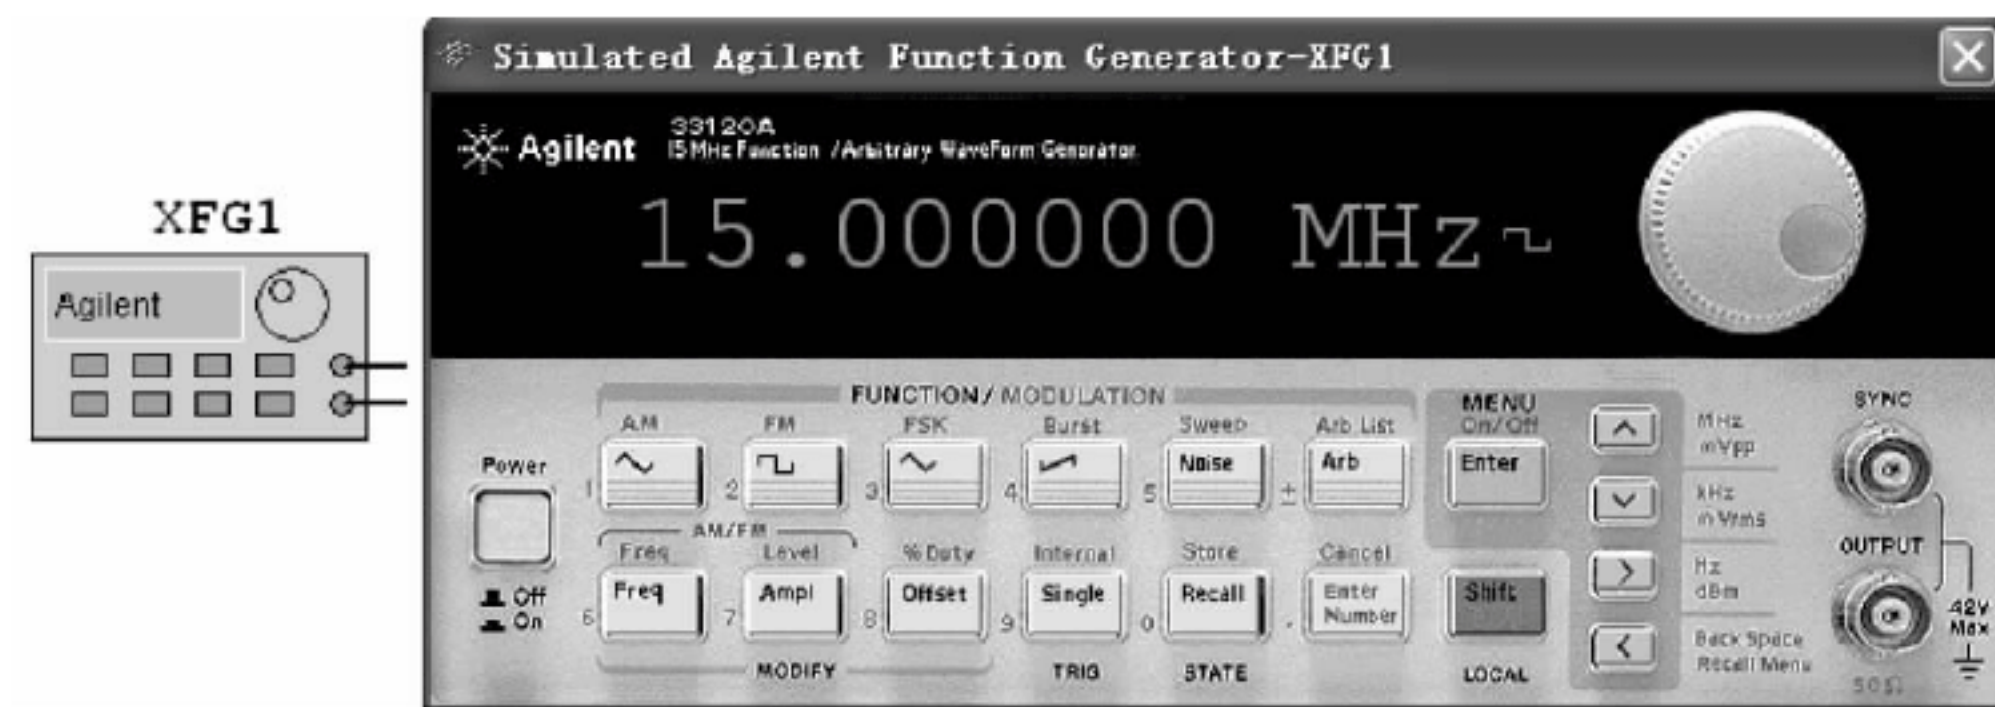 Simulated Agilent Function Generator-XFG1
Agilent
33120A
15MHz Function /Arbitrary WaveForm Generator
15.000000 MHz
XFG1
Agilent
FUNCTION/MODULATION
AM FM FSK Burst Sweep Arb List
MENU
On/Off
Power
1 2 3 4 5 Noise ± Arb
Enter
MHz
mVpp
kHz
mVrms
SYNC
AM/FM
Freq Level %Duty Internal Store Cancel
6 Freq 7 Ampl 8 Offset 9 Single 0 Recall . Enter Number
Shift
Hz
dBm
Back Space
Recall Menu
OUTPUT
Off
On
MODIFY TRIG STATE LOCAL
42V
Max
50Ω